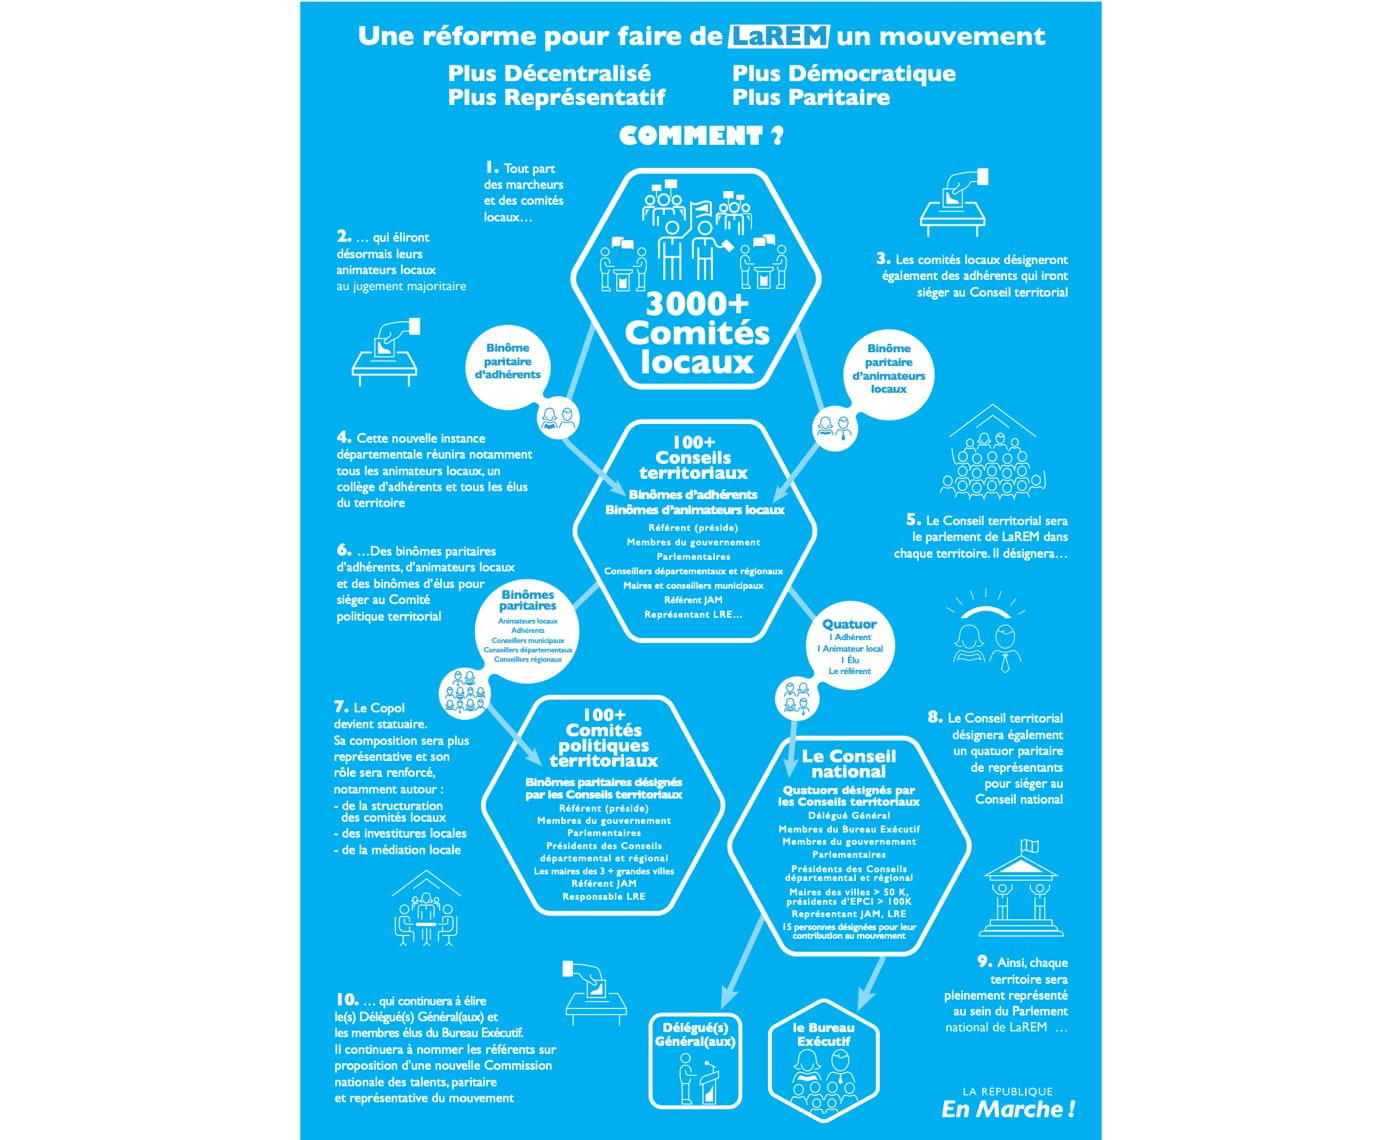 Une réforme pour faire de LaREM un mouvement
Plus Décentralisé
Plus Représentatif
Plus Démocratique
Plus Paritaire
COMMENT ?
1. Tout part
des marcheurs
et des comités
locaux…
2. … qui éliront
désormais leurs
animateurs locaux
au jugement majoritaire
3. Les comités locaux désigneront
également des adhérents qui iront
siéger au Conseil territorial
3000+
Comités
locaux
Binôme
paritaire
d'adhérents
Binôme
paritaire
d'animateurs
locaux
4. Cette nouvelle instance
départementale réunira notamment
tous les animateurs locaux, un
collège d'adhérents et tous les élus
du territoire
100+
Conseils
territoriaux
Binômes d'adhérents
Binômes d'animateurs locaux
Référent (préside)
Membres du gouvernement
Parlementaires
Conseillers départementaux et régionaux
Maires et conseillers municipaux
Référent JAM
Représentant LRE…
5. Le Conseil territorial sera
le parlement de LaREM dans
chaque territoire. Il désignera…
6. …Des binômes paritaires
d'adhérents, d'animateurs locaux
et des binômes d'élus pour
siéger au Comité
politique territorial
Binômes
paritaires
Animateurs locaux
Adhérents
Conseillers municipaux
Conseillers départementaux
Conseillers régionaux
Quatuor
1 Adhérent
1 Animateur local
1 Élu
Le référent
7. Le Copol
devient statuaire.
Sa composition sera plus
représentative et son
rôle sera renforcé,
notamment autour :
- de la structuration
des comités locaux
- des investitures locales
- de la médiation locale
100+
Comités
politiques
territoriaux
Binômes paritaires désignés
par les Conseils territoriaux
Référent (préside)
Membres du gouvernement
Parlementaires
Présidents des Conseils
départemental et régional
Les maires des 3 + grandes villes
Référent JAM
Responsable LRE
Le Conseil
national
Quatuors désignés par
les Conseils territoriaux
Délégué Général
Membres du Bureau Exécutif
Membres du gouvernement
Parlementaires
Présidents des Conseils
départemental et régional
Maires des villes > 50 K,
présidents d'EPCI > 100K
Représentant JAM, LRE
15 personnes désignées pour leur
contribution au mouvement
8. Le Conseil territorial
désignera également
un quatuor paritaire
de représentants
pour siéger au
Conseil national
9. Ainsi, chaque
territoire sera
pleinement représenté
au sein du Parlement
national de LaREM …
10. … qui continuera à élire
le(s) Délégué(s) Général(aux) et
les membres élus du Bureau Exécutif.
Il continuera à nommer les référents sur
proposition d'une nouvelle Commission
nationale des talents, paritaire
et représentative du mouvement
Délégué(s)
Général(aux)
le Bureau
Exécutif
LA RÉPUBLIQUE
En Marche !